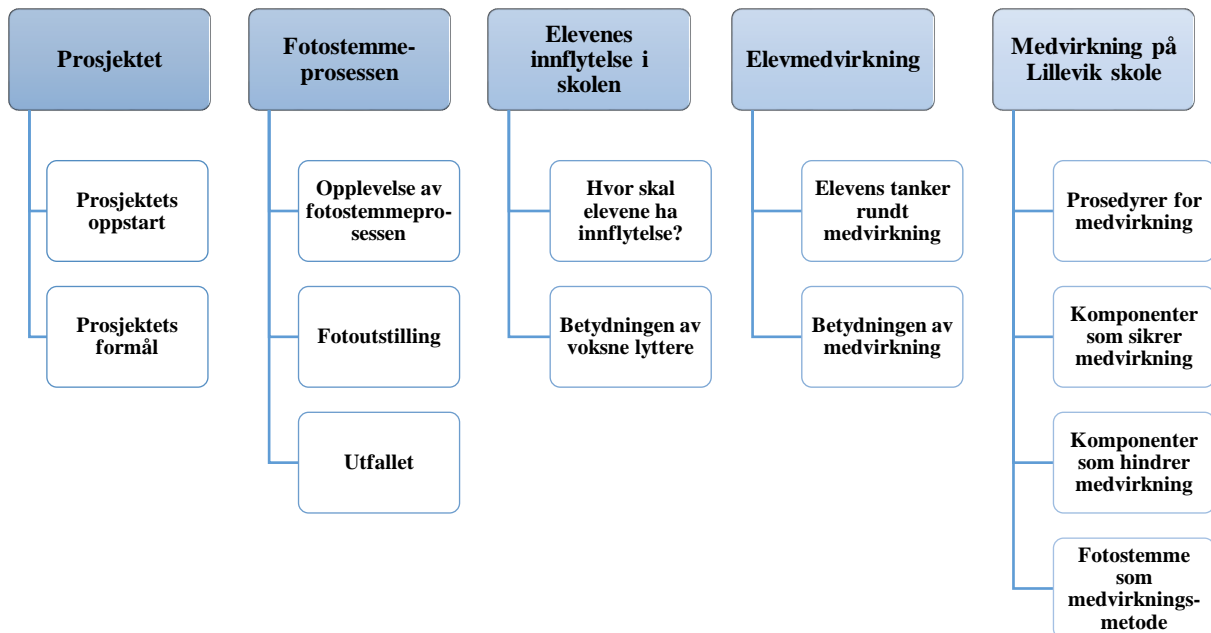 Prosjektet
Prosjektets
oppstart
Prosjektets
formål
Fotostemme-
prosessen
Opplevelse av
fotostemmepro-
sessen
Fotoutstilling
Utfallet
Elevenes
innflytelse i
skolen
Hvor skal
elevene ha
innflytelse?
Betydningen av
voksne lyttere
Elevmedvirkning
Elevens tanker
rundt
medvirkning
Betydningen av
medvirkning
Medvirkning på
Lillevik skole
Prosedyrer for
medvirkning
Komponenter
som sikrer
medvirkning
Komponenter
som hindrer
medvirkning
Fotostemme
som
medvirknings-
metode